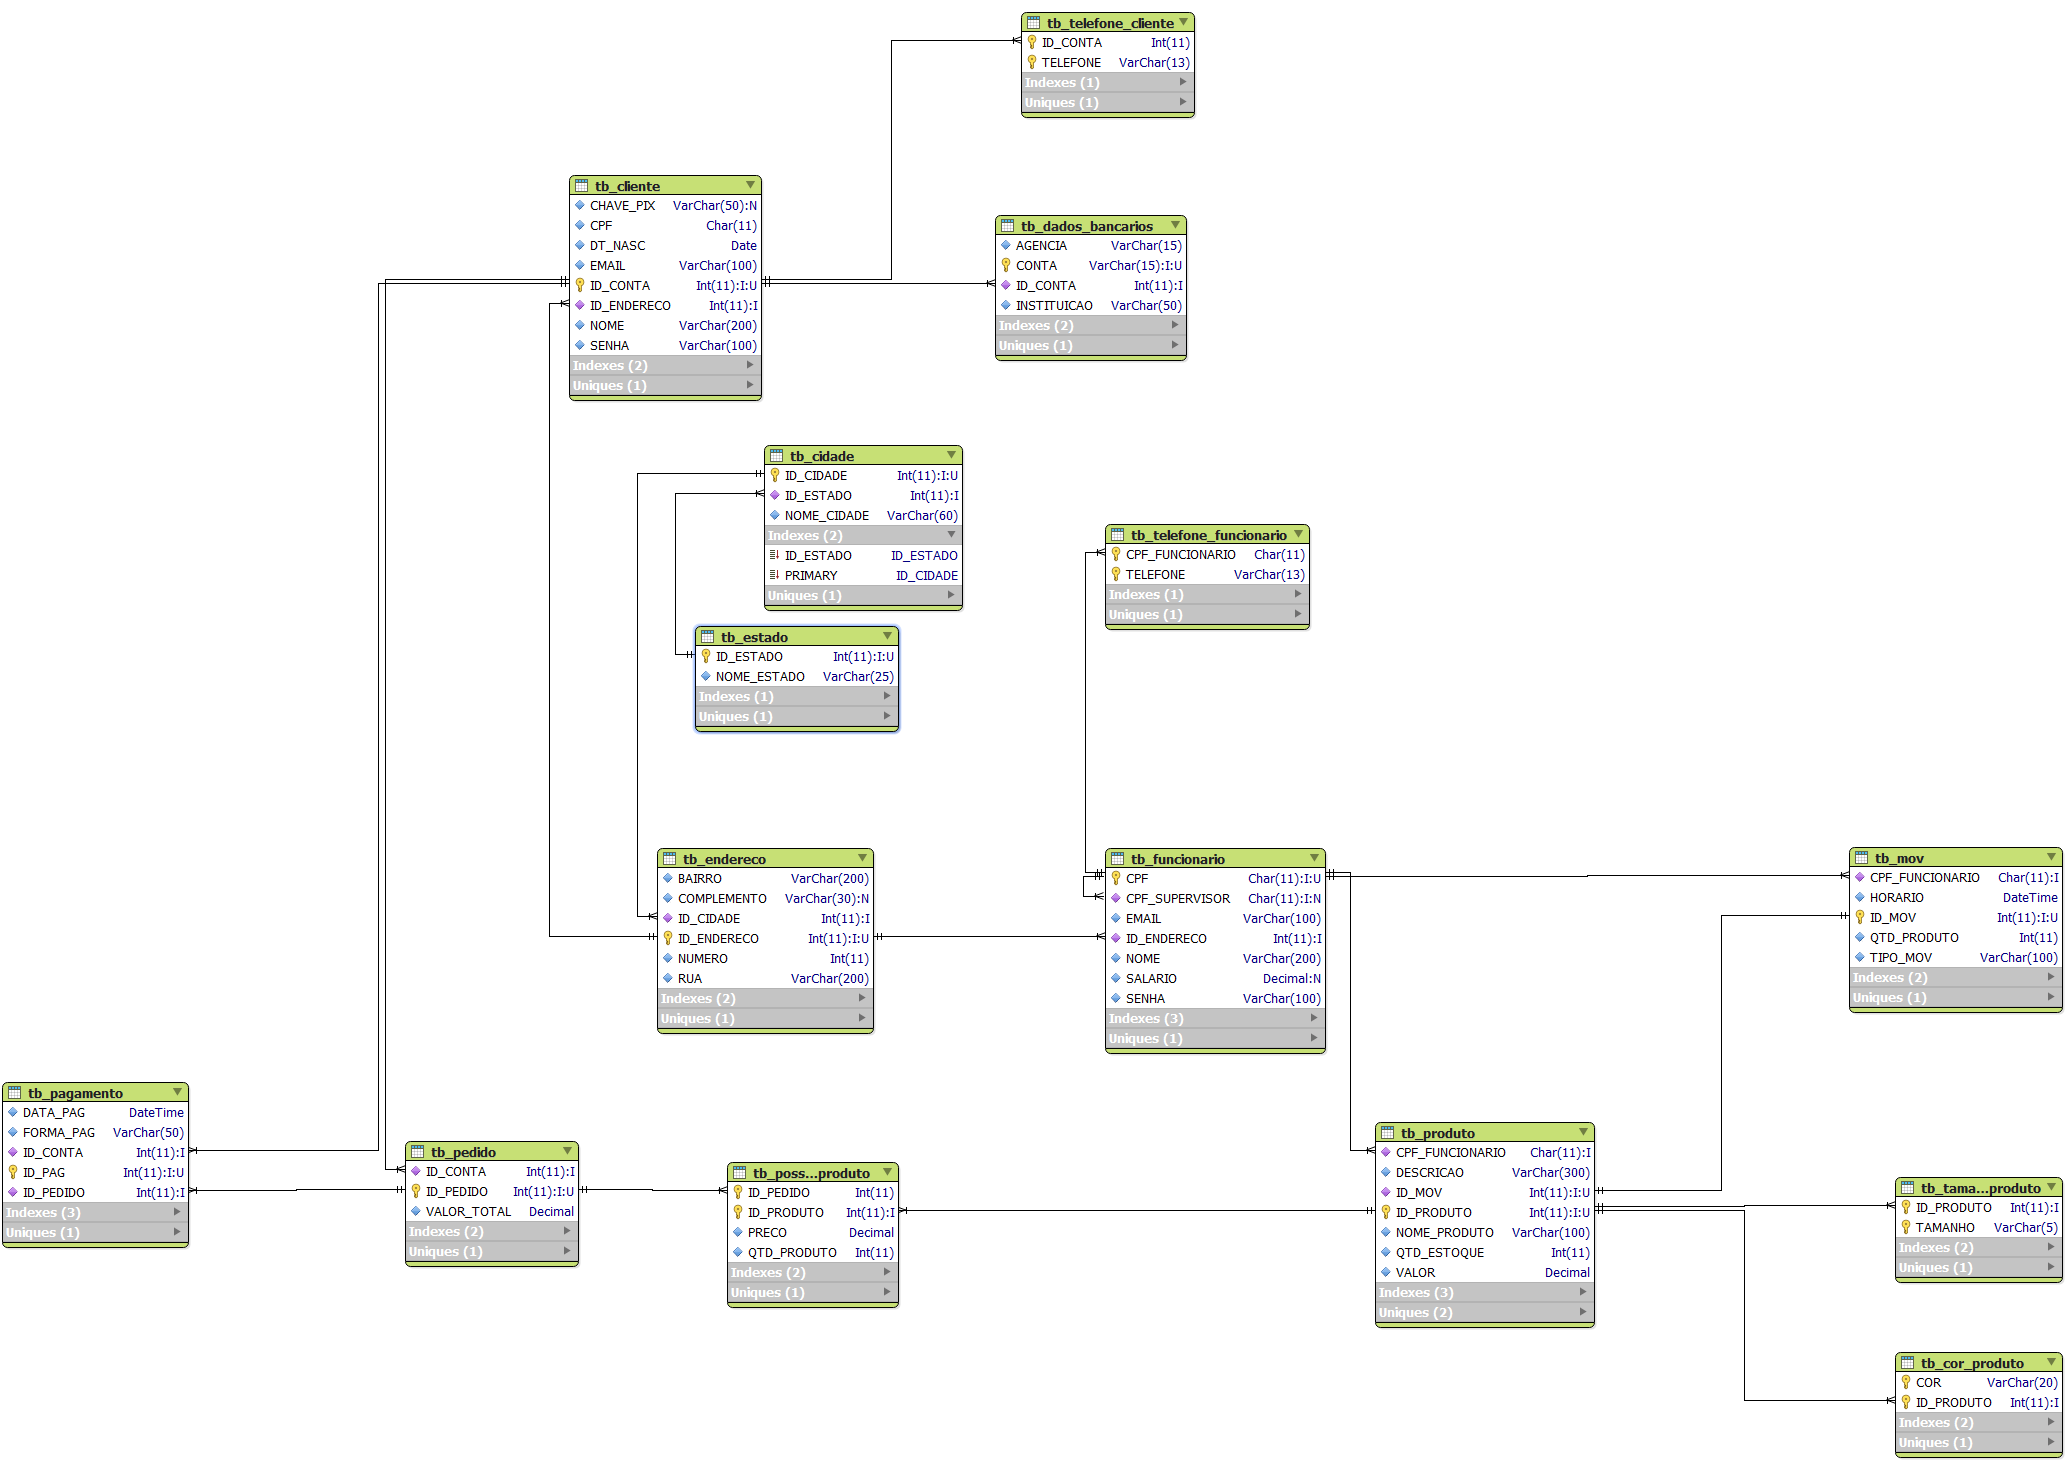 tb_telefone_cliente
ID_CONTA Int(11)
TELEFONE VarChar(13)
Indexes (1)
Uniques (1)
tb_cliente
CHAVE_PIX VarChar(50):N
CPF Char(11)
DT_NASC Date
EMAIL VarChar(100)
ID_CONTA Int(11):I:U
ID_ENDERECO Int(11):I
NOME VarChar(200)
SENHA VarChar(100)
Indexes (2)
Uniques (1)
tb_dados_bancarios
AGENCIA VarChar(15)
CONTA VarChar(15):I:U
ID_CONTA Int(11):I
INSTITUICAO VarChar(50)
Indexes (2)
Uniques (1)
tb_cidade
ID_CIDADE Int(11):I:U
ID_ESTADO Int(11):I
NOME_CIDADE VarChar(60)
Indexes (2)
ID_ESTADO ID_ESTADO
PRIMARY ID_CIDADE
Uniques (1)
tb_telefone_funcionario
CPF_FUNCIONARIO Char(11)
TELEFONE VarChar(13)
Indexes (1)
Uniques (1)
tb_estado
ID_ESTADO Int(11):I:U
NOME_ESTADO VarChar(25)
Indexes (1)
Uniques (1)
tb_endereco
BAIRRO VarChar(200)
COMPLEMENTO VarChar(30):N
ID_CIDADE Int(11):I
ID_ENDERECO Int(11):I:U
NUMERO Int(11)
RUA VarChar(200)
Indexes (2)
Uniques (1)
tb_funcionario
CPF Char(11):I:U
CPF_SUPERVISOR Char(11):I:N
EMAIL VarChar(100)
ID_ENDERECO Int(11):I
NOME VarChar(200)
SALARIO Decimal:N
SENHA VarChar(100)
Indexes (3)
Uniques (1)
tb_mov
CPF_FUNCIONARIO Char(11):I
HORARIO DateTime
ID_MOV Int(11):I:U
QTD_PRODUTO Int(11)
TIPO_MOV VarChar(100)
Indexes (2)
Uniques (1)
tb_pagamento
DATA_PAG DateTime
FORMA_PAG VarChar(50)
ID_CONTA Int(11):I
ID_PAG Int(11):I:U
ID_PEDIDO Int(11):I
Indexes (3)
Uniques (1)
tb_pedido
ID_CONTA Int(11):I
ID_PEDIDO Int(11):I:U
VALOR_TOTAL Decimal
Indexes (2)
Uniques (1)
tb_poss...produto
ID_PEDIDO Int(11)
ID_PRODUTO Int(11):I
PRECO Decimal
QTD_PRODUTO Int(11)
Indexes (2)
Uniques (1)
tb_produto
CPF_FUNCIONARIO Char(11):I
DESCRICAO VarChar(300)
ID_MOV Int(11):I:U
ID_PRODUTO Int(11):I:U
NOME_PRODUTO VarChar(100)
QTD_ESTOQUE Int(11)
VALOR Decimal
Indexes (3)
Uniques (2)
tb_tama...produto
ID_PRODUTO Int(11):I
TAMANHO VarChar(5)
Indexes (2)
Uniques (1)
tb_cor_produto
COR VarChar(20)
ID_PRODUTO Int(11):I
Indexes (2)
Uniques (1)